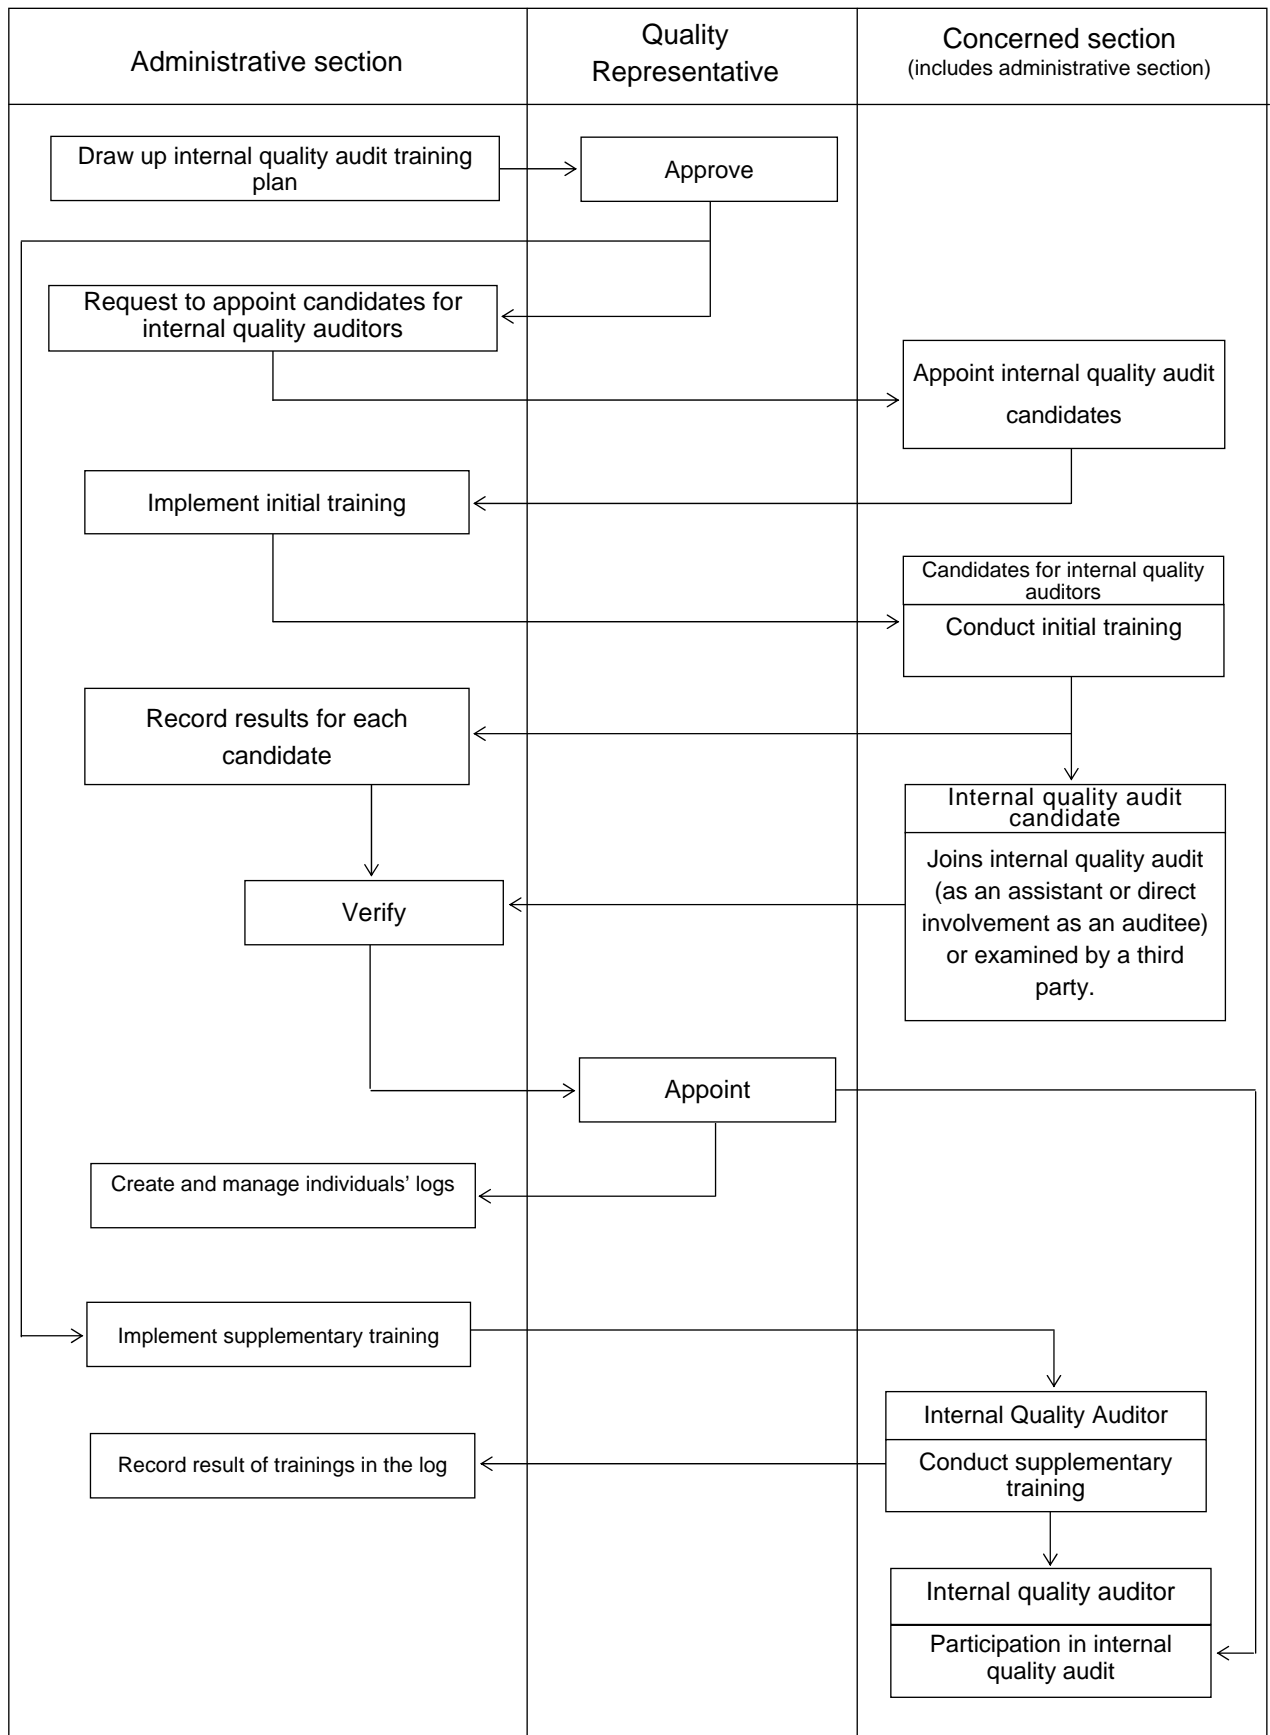 Administrative section
Quality
Representative
Concerned section
(includes administrative section)
Draw up internal quality audit training
plan
Approve
Request to appoint candidates for
internal quality auditors
Appoint internal quality audit
candidates
Implement initial training
Candidates for internal quality
auditors
Conduct initial training
Record results for each
candidate
Internal quality audit
candidate
Joins internal quality audit
(as an assistant or direct
involvement as an auditee)
or examined by a third
party.
Verify
Appoint
Create and manage individuals’ logs
Implement supplementary training
Internal Quality Auditor
Conduct supplementary
training
Record result of trainings in the log
Internal quality auditor
Participation in internal
quality audit